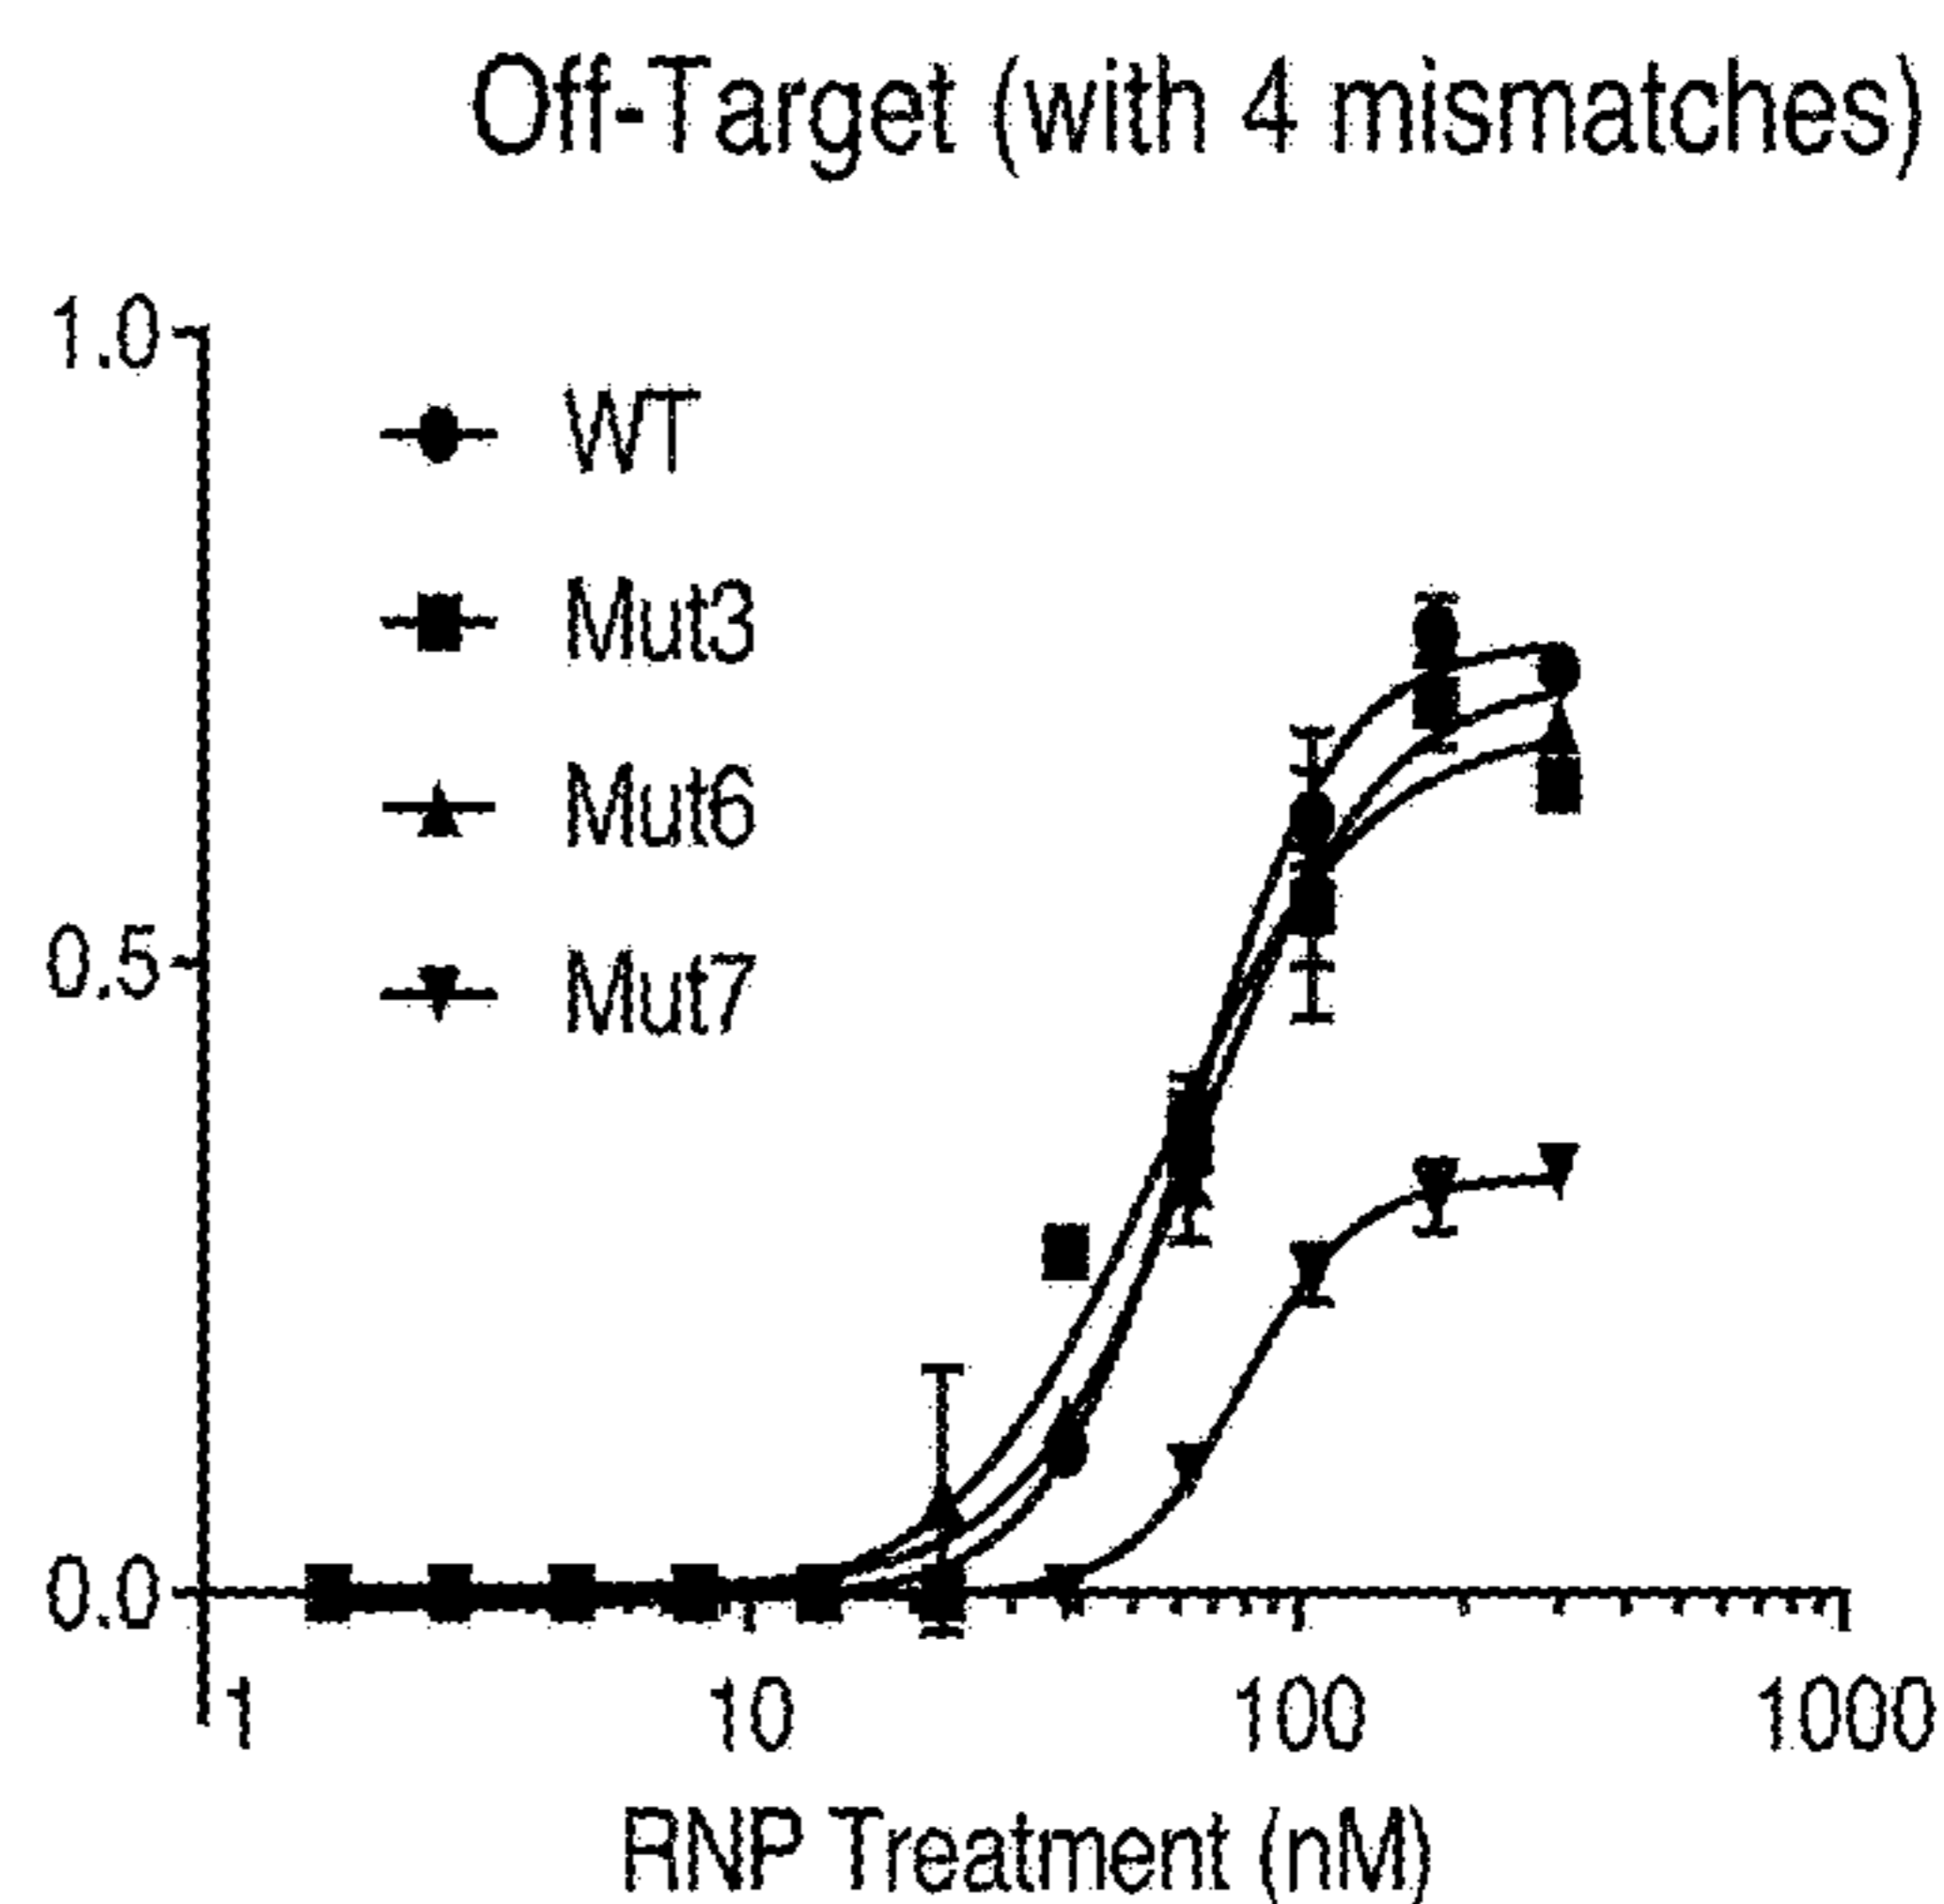 Off-Target (with 4 mismatches)
1.0
WT
Mut3
Mut6
0.5
Mut7
0.0
1 10 100 1000
RNP Treatment (nM)